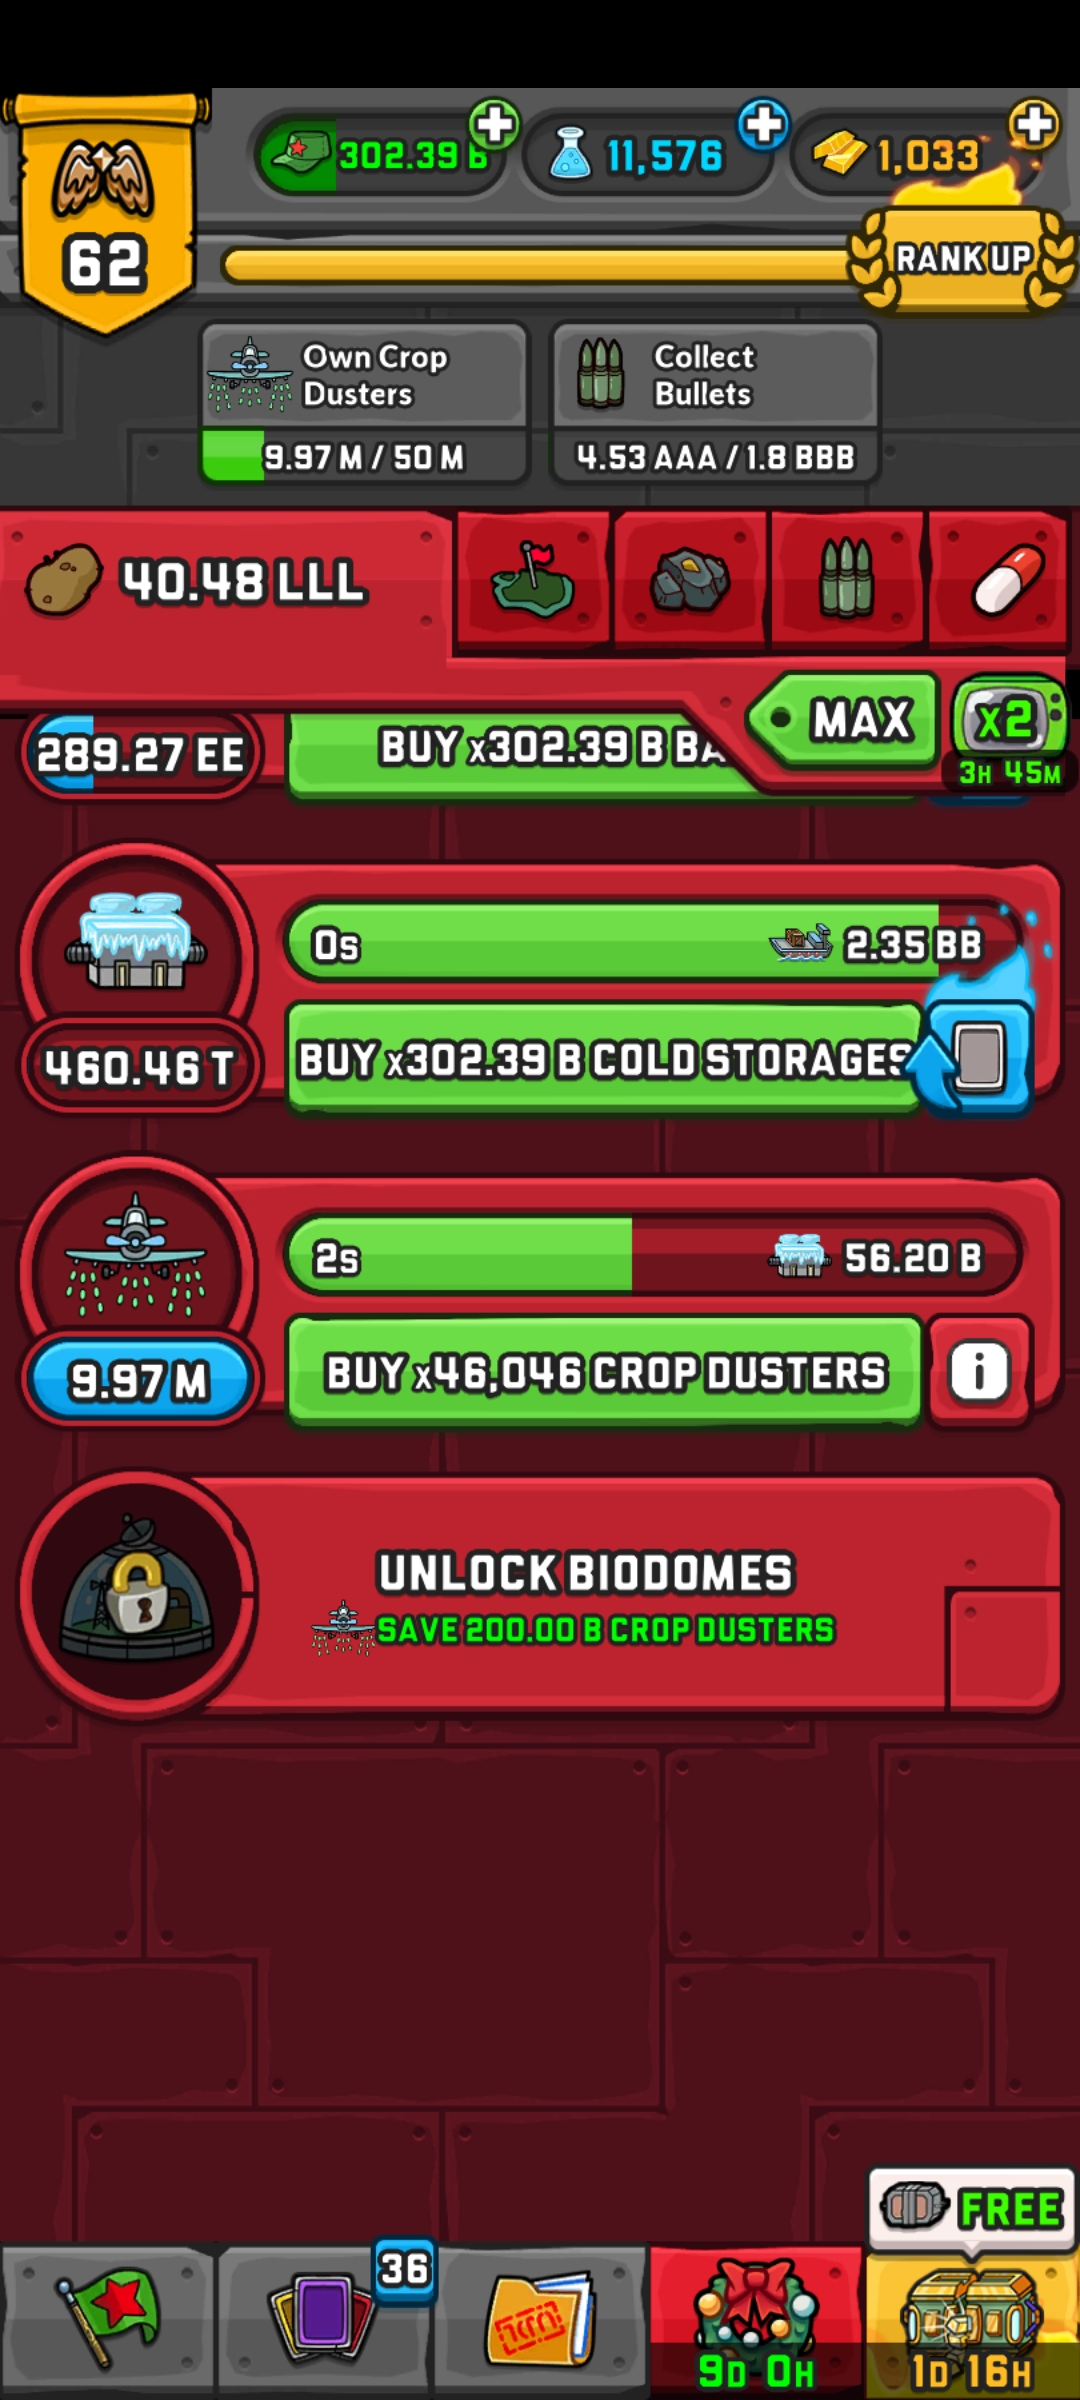 302.39 B
11,576
1,033
62
RANK UP
Own Crop
Dusters
9.97 M / 50 M
Collect
Bullets
4.53 AAA / 1.8 BBB
40.48 LLL
MAX
x2
3H 45M
289.27 EE
BUY x302.39 B BA
0s
2.35 BB
460.46 T
BUY x302.39 B COLD STORAGES
2s
56.20 B
9.97 M
BUY x46,046 CROP DUSTERS
i
UNLOCK BIODOMES
SAVE 200.00 B CROP DUSTERS
FREE
36
9D 0H
1D 16H